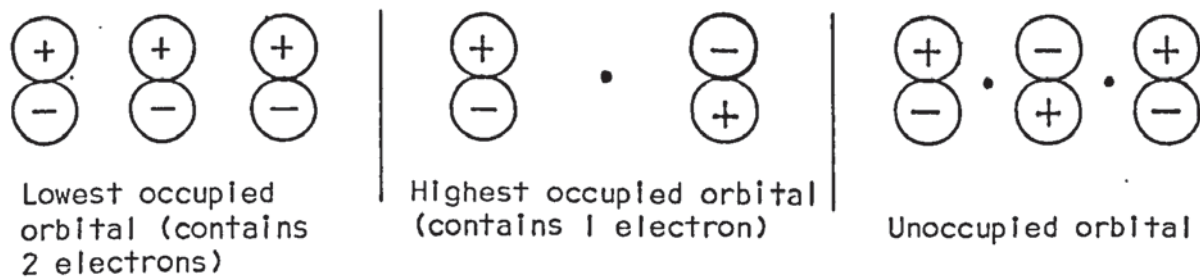 + + +
− − −
Lowest occupied
orbital (contains
2 electrons)
+ −
− +
Highest occupied orbital
(contains 1 electron)
+ − +
− + −
Unoccupied orbital